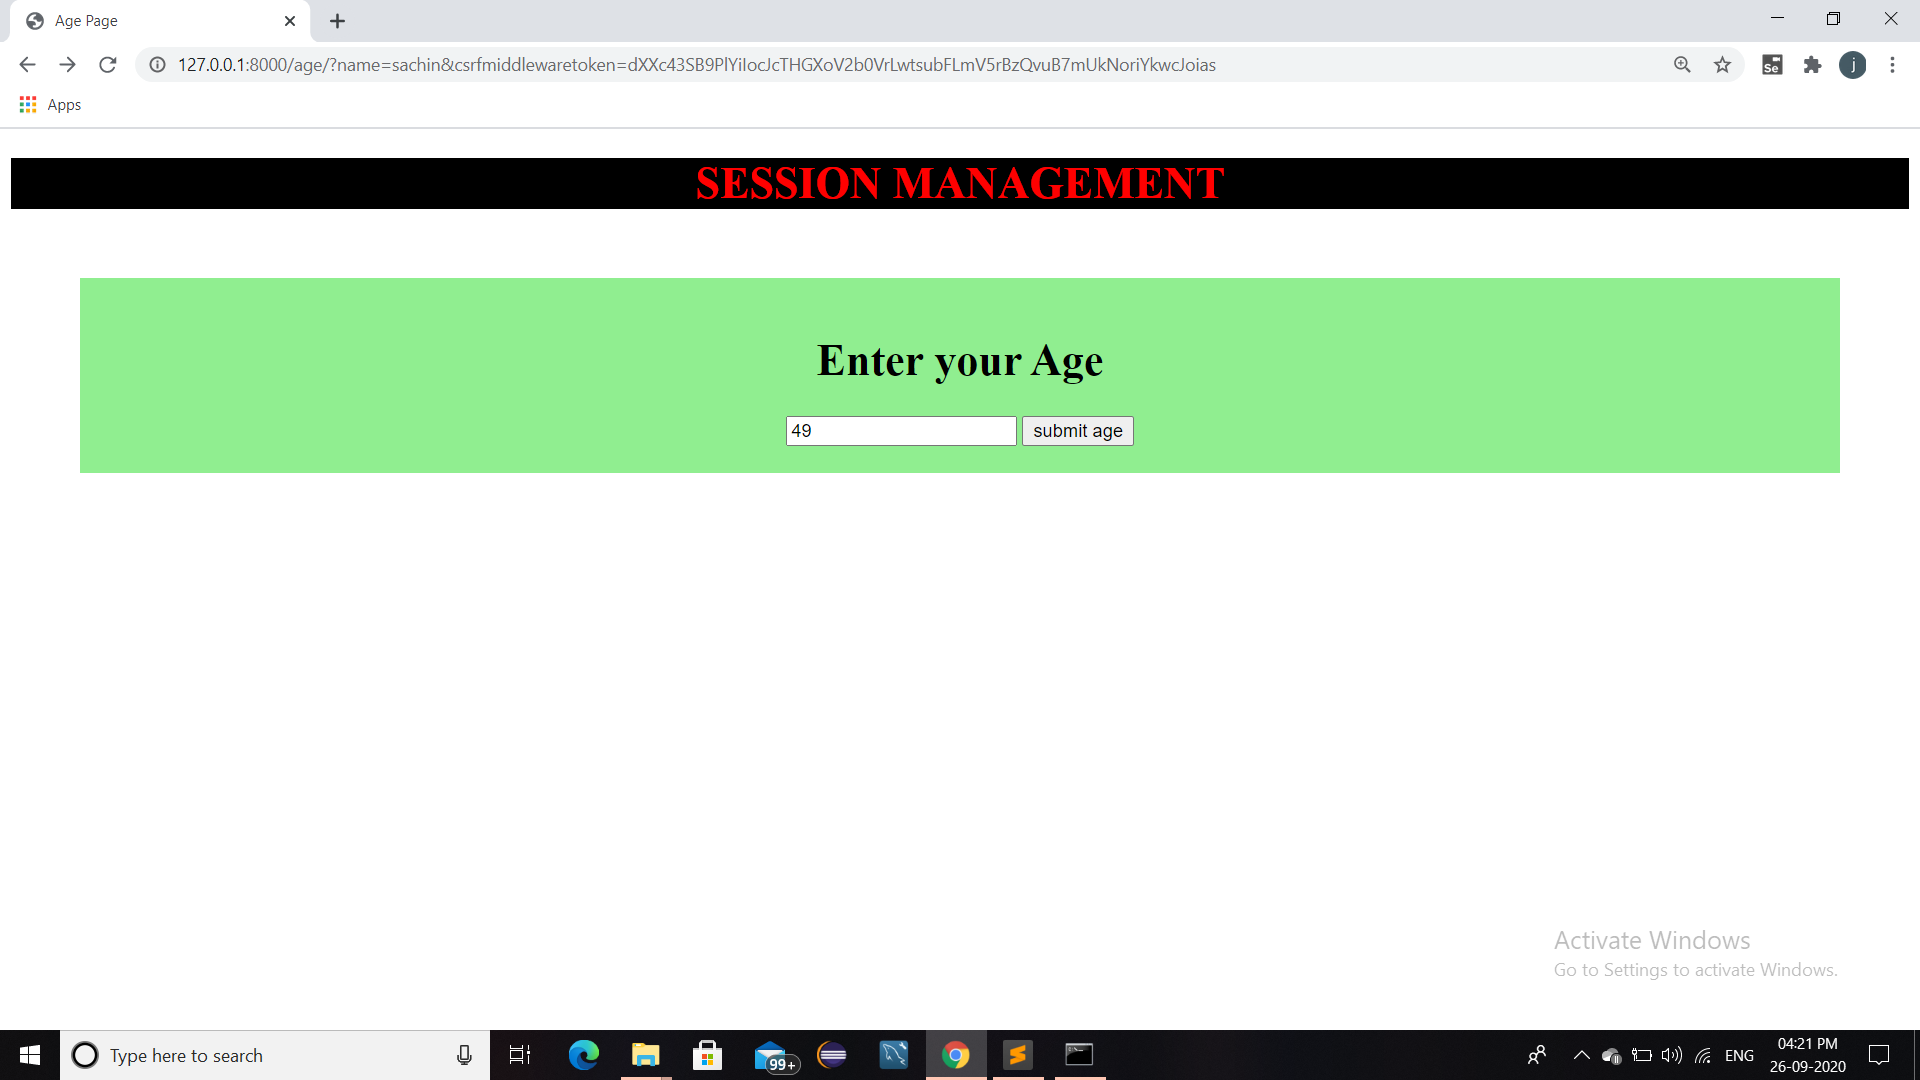 Age Page
127.0.0.1:8000/age/?name=sachin&csrfmiddlewaretoken=dXXc43SB9PlYiIocJcTHGXoV2b0VrLwtsubFLmV5rBzQvuB7mUkNoriYkwcJoias
Se
j
Apps
SESSION MANAGEMENT
Enter your Age
49 submit age
Activate Windows
Go to Settings to activate Windows.
Type here to search
99+
ENG
04:21 PM
26-09-2020